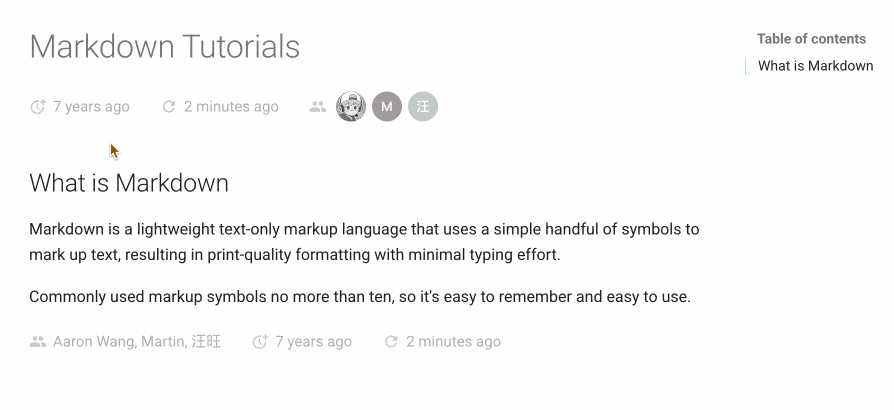 Markdown Tutorials
Table of contents
What is Markdown
7 years ago 2 minutes ago M 汪
What is Markdown
Markdown is a lightweight text-only markup language that uses a simple handful of symbols to
mark up text, resulting in print-quality formatting with minimal typing effort.
Commonly used markup symbols no more than ten, so it's easy to remember and easy to use.
Aaron Wang, Martin, 汪旺 7 years ago 2 minutes ago